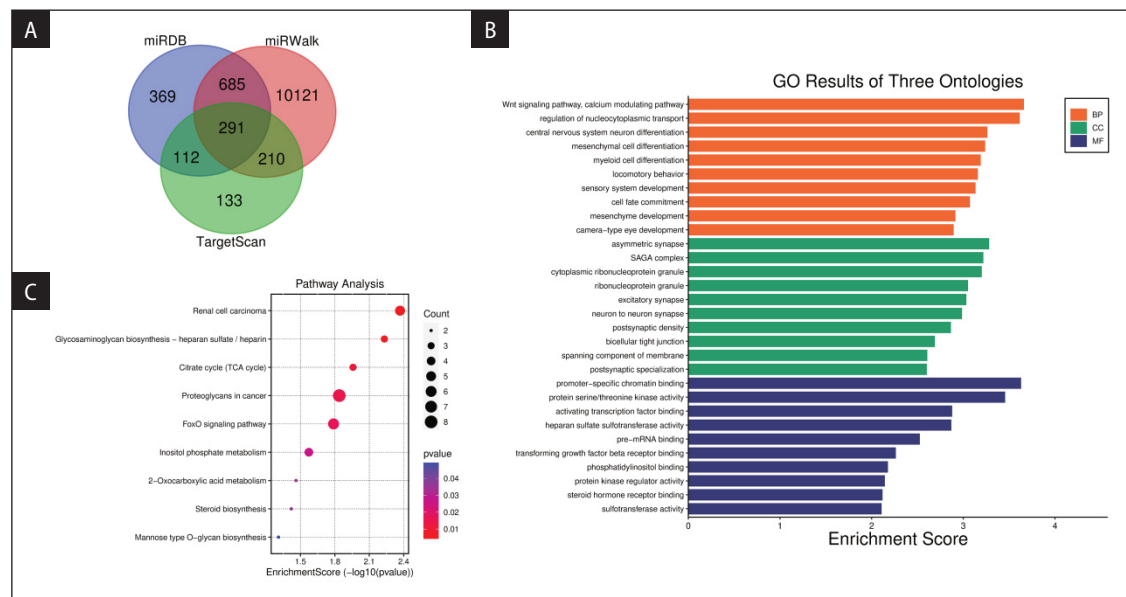 A
miRDB
miRWalk
369
685
10121
291
112
210
133
TargetScan
B
GO Results of Three Ontologies
Wnt signaling pathway, calcium modulating pathway
regulation of nucleocytoplasmic transport
central nervous system neuron differentiation
mesenchymal cell differentiation
myeloid cell differentiation
locomotory behavior
sensory system development
cell fate commitment
mesenchyme development
camera−type eye development
asymmetric synapse
SAGA complex
cytoplasmic ribonucleoprotein granule
ribonucleoprotein granule
excitatory synapse
neuron to neuron synapse
postsynaptic density
bicellular tight junction
spanning component of membrane
postsynaptic specialization
promoter−specific chromatin binding
protein serine/threonine kinase activity
activating transcription factor binding
heparan sulfate sulfotransferase activity
pre−mRNA binding
transforming growth factor beta receptor binding
phosphatidylinositol binding
protein kinase regulator activity
steroid hormone receptor binding
sulfotransferase activity
0 1 2 3 4
Enrichment Score
BP
CC
MF
C
Pathway Analysis
Renal cell carcinoma
Glycosaminoglycan biosynthesis − heparan sulfate / heparin
Citrate cycle (TCA cycle)
Proteoglycans in cancer
FoxO signaling pathway
Inositol phosphate metabolism
2−Oxocarboxylic acid metabolism
Steroid biosynthesis
Mannose type O−glycan biosynthesis
1.5 1.8 2.1 2.4
EnrichmentScore (−log10(pvalue))
Count
2
3
4
5
6
7
8
pvalue
0.04
0.03
0.02
0.01